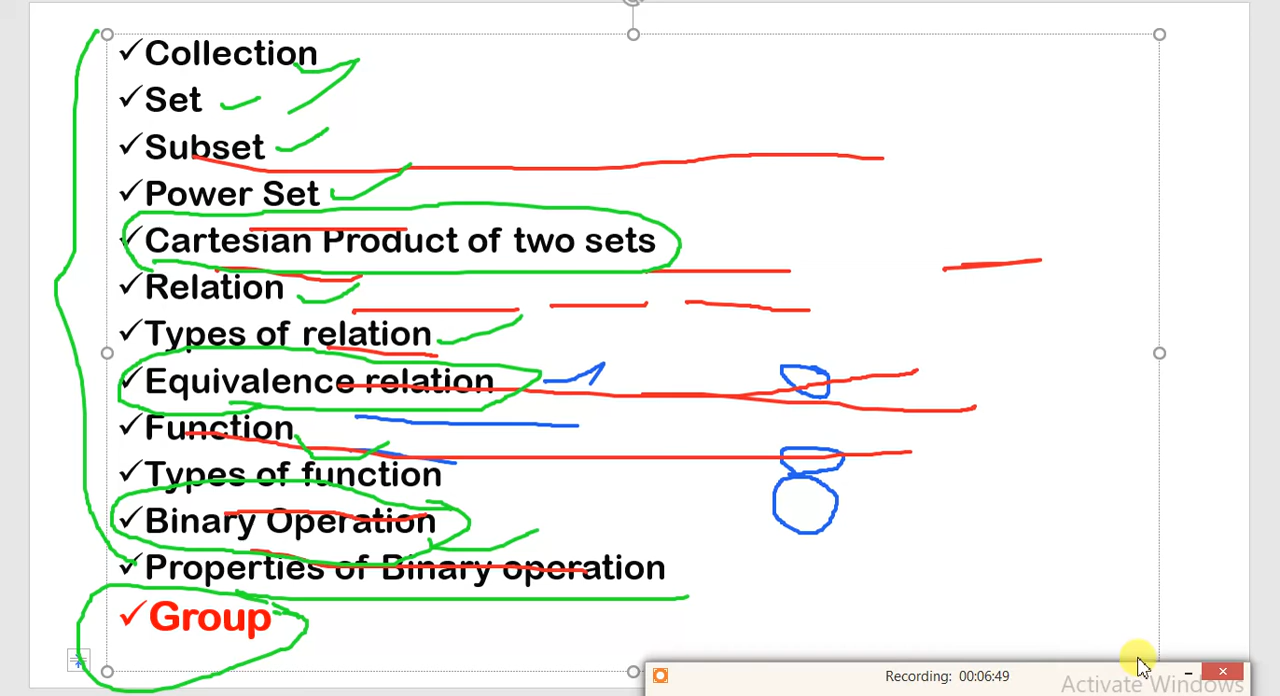 Collection
Set
Subset
Power Set
Cartesian Product of two sets
Relation
Types of relation
Equivalence relation
Function
Types of function
Binary Operation
Properties of Binary operation
Group
Recording: 00:06:49
Activate Windows